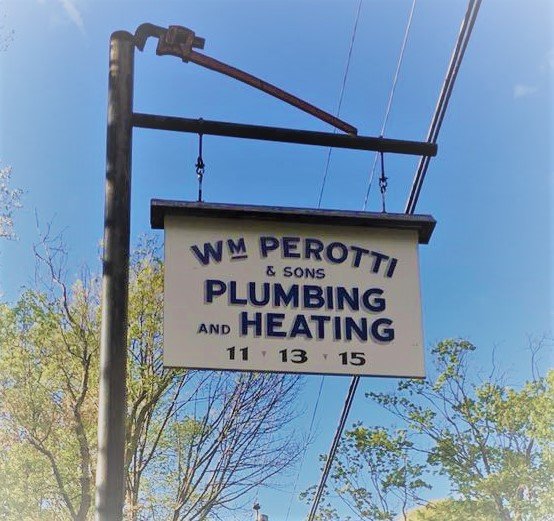 Wm PEROTTI
& SONS
PLUMBING
AND HEATING
11 • 13 • 15